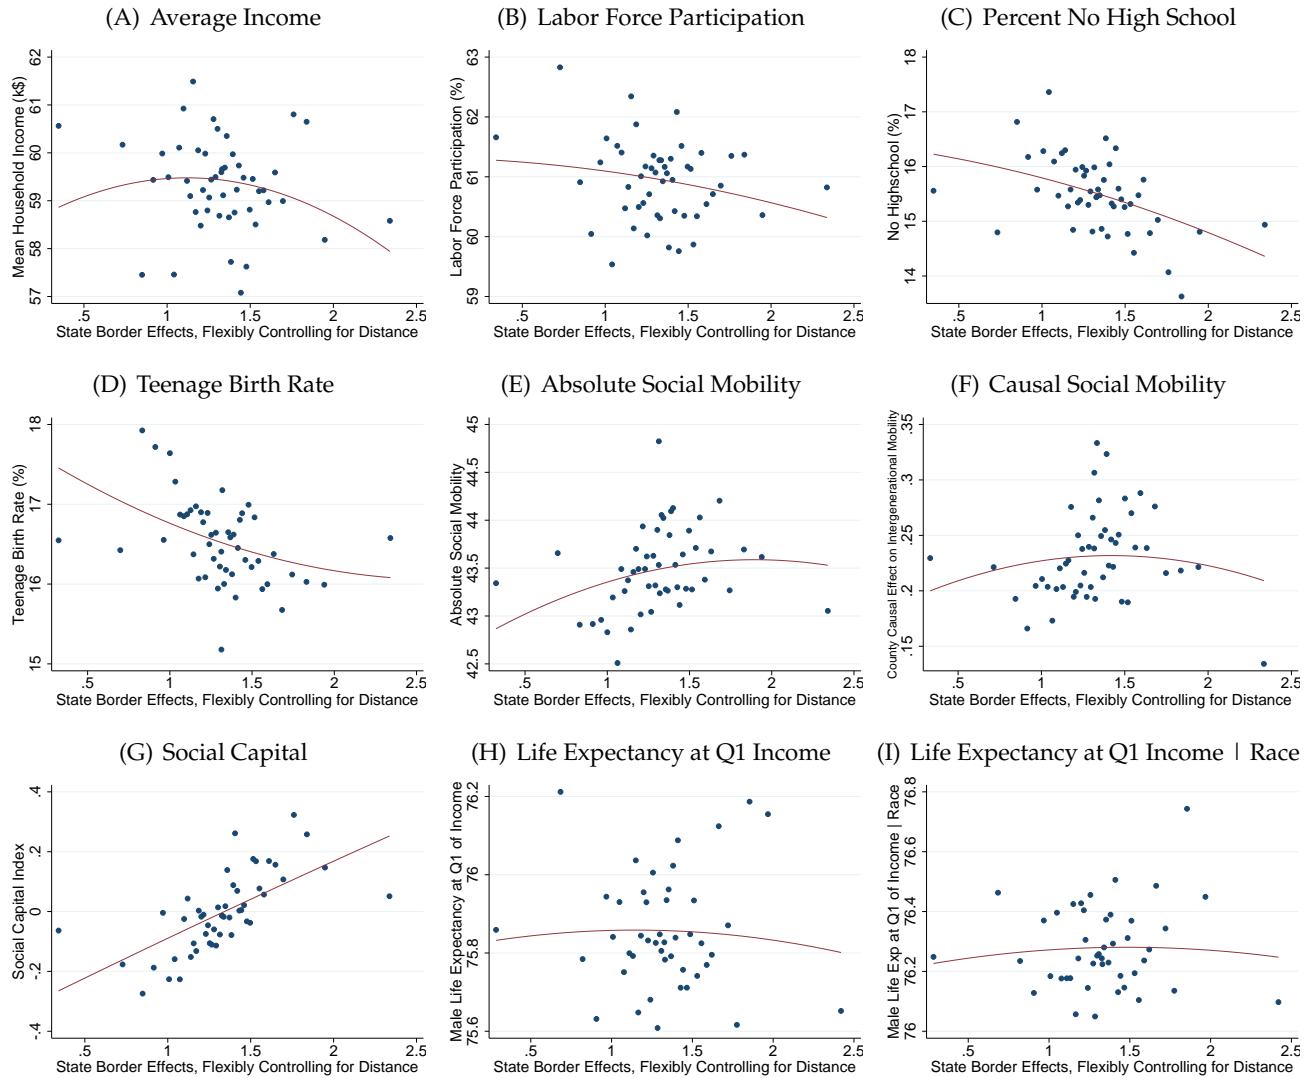 (A) Average Income
(B) Labor Force Participation
(C) Percent No High School
Mean Household Income (k$)
62
61
60
59
58
57
.5 1 1.5 2 2.5
State Border Effects, Flexibly Controlling for Distance
Labor Force Participation (%)
63
62
61
60
59
.5 1 1.5 2 2.5
State Border Effects, Flexibly Controlling for Distance
No Highschool (%)
18
17
16
15
14
.5 1 1.5 2 2.5
State Border Effects, Flexibly Controlling for Distance
(D) Teenage Birth Rate
(E) Absolute Social Mobility
(F) Causal Social Mobility
Teenage Birth Rate (%)
18
17
16
15
.5 1 1.5 2 2.5
State Border Effects, Flexibly Controlling for Distance
Absolute Social Mobility
45
44.5
44
43.5
43
42.5
.5 1 1.5 2 2.5
State Border Effects, Flexibly Controlling for Distance
County Causal Effect on Intergenerational Mobility
.35
.3
.25
.2
.15
.5 1 1.5 2 2.5
State Border Effects, Flexibly Controlling for Distance
(G) Social Capital
(H) Life Expectancy at Q1 Income
(I) Life Expectancy at Q1 Income | Race
Social Capital Index
.4
.2
0
-.2
-.4
.5 1 1.5 2 2.5
State Border Effects, Flexibly Controlling for Distance
Male Life Expectancy at Q1 of Income
76.2
76
75.8
75.6
.5 1 1.5 2 2.5
State Border Effects, Flexibly Controlling for Distance
Male Life Exp at Q1 of Income | Race
76.8
76.6
76.4
76.2
76
.5 1 1.5 2 2.5
State Border Effects, Flexibly Controlling for Distance